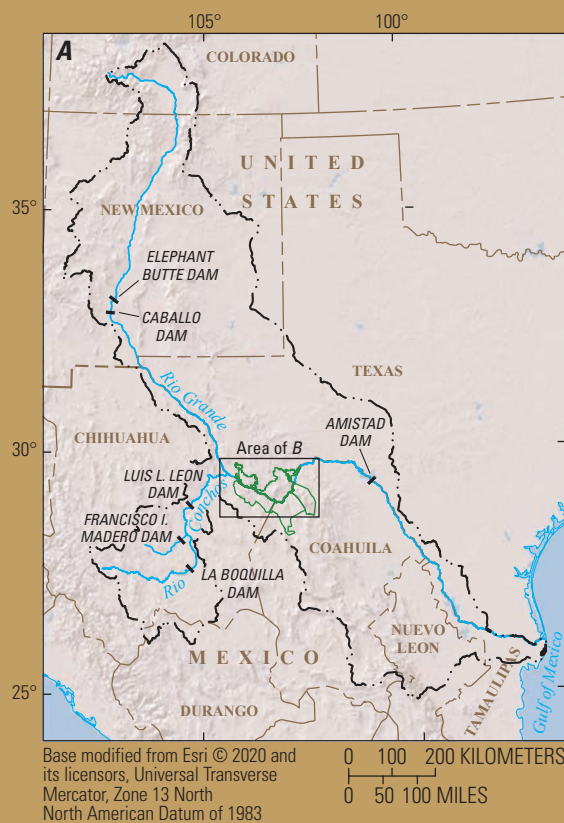 105°
100°
A
COLORADO
UNITED
STATES
35°
NEW MEXICO
ELEPHANT
BUTTE DAM
CABALLO
DAM
Rio Grande
TEXAS
AMISTAD
DAM
30°
CHIHUAHUA
Area of B
LUIS L. LEON
DAM
Conchos
FRANCISCO I.
MADERO DAM
COAHUILA
Rio
LA BOQUILLA
DAM
NUEVO
LEON
MEXICO
TAMAULIPAS
Gulf of Mexico
25°
DURANGO
Base modified from Esri © 2020 and
its licensors, Universal Transverse
Mercator, Zone 13 North
North American Datum of 1983
0 100 200 KILOMETERS
0 50 100 MILES